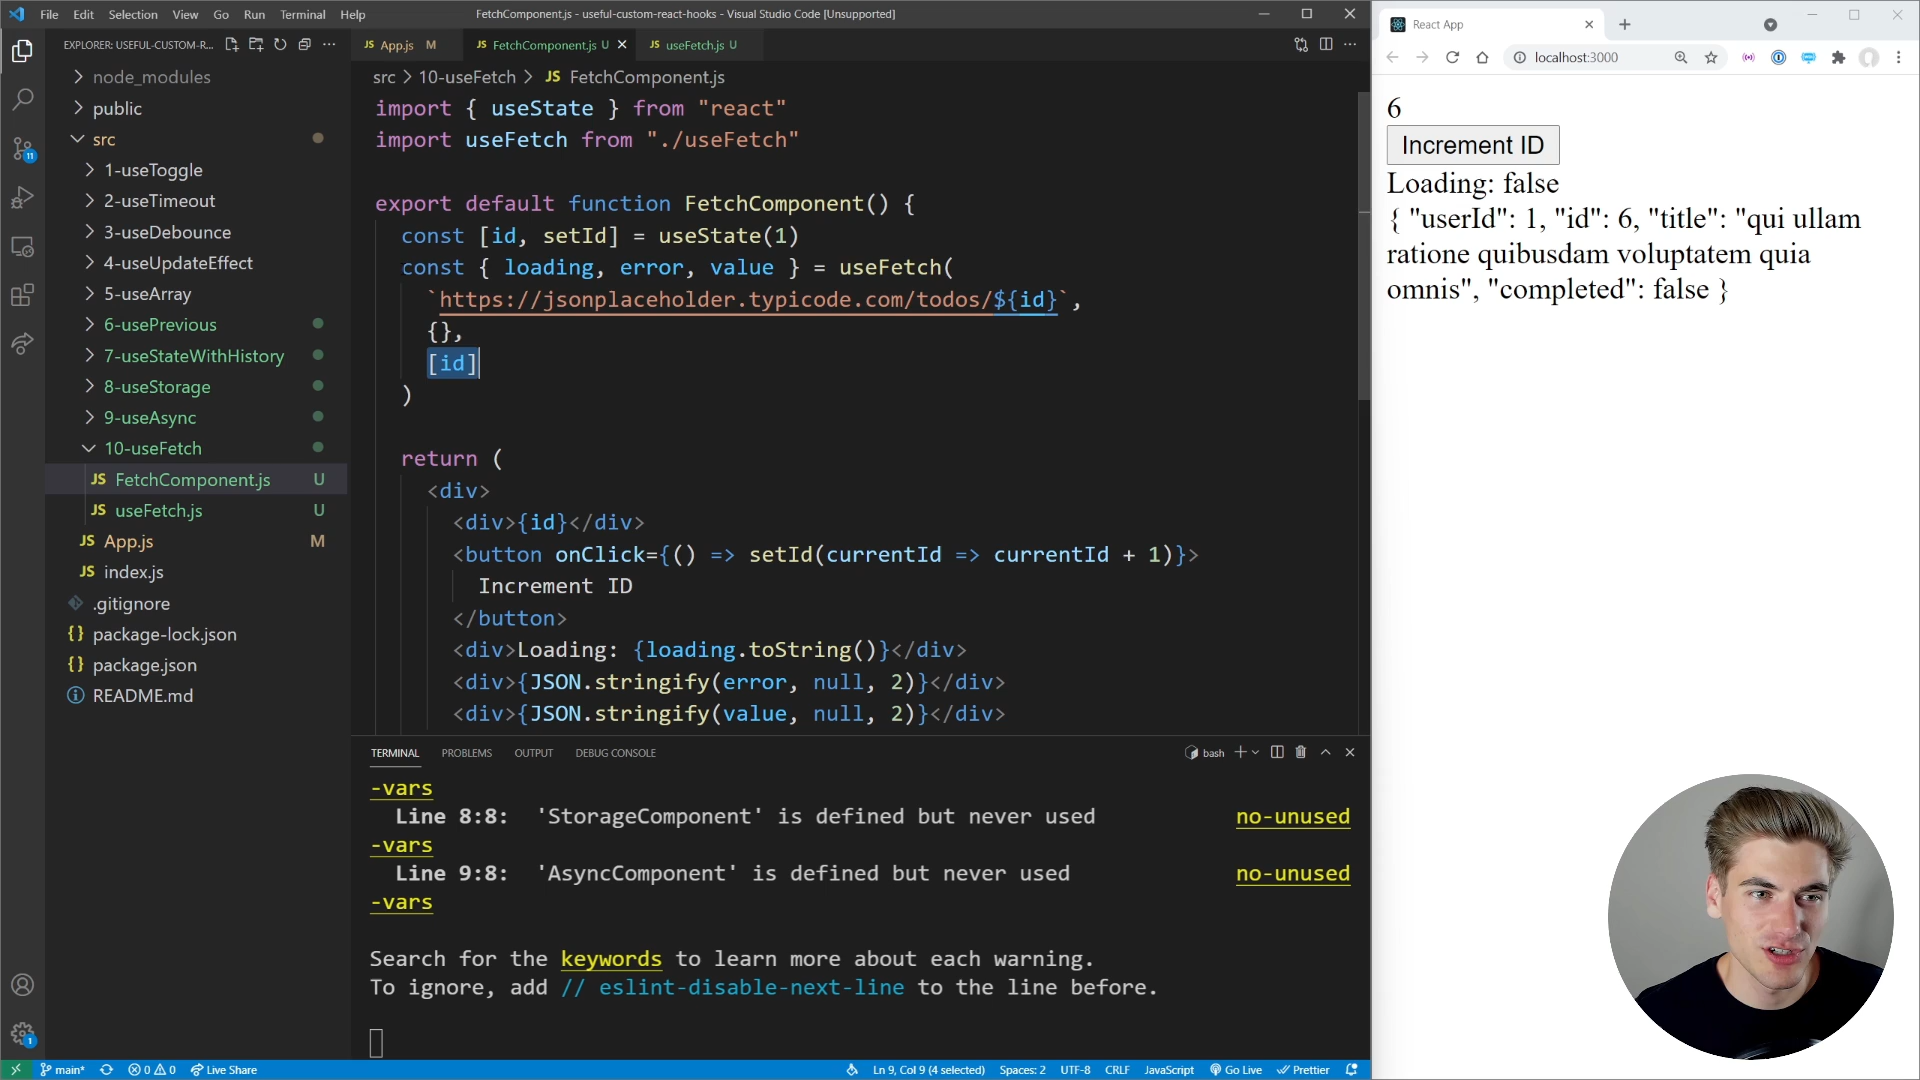 File Edit Selection View Go Run Terminal Help
FetchComponent.js - useful-custom-react-hooks - Visual Studio Code [Unsupported]
EXPLORER: USEFUL-CUSTOM-R...
node_modules
public
src
1-useToggle
2-useTimeout
3-useDebounce
4-useUpdateEffect
5-useArray
6-usePrevious
7-useStateWithHistory
8-useStorage
9-useAsync
10-useFetch
JS FetchComponent.js U
JS useFetch.js U
JS App.js M
JS index.js
.gitignore
{} package-lock.json
{} package.json
README.md
11
1
JS App.js M
JS FetchComponent.js U
JS useFetch.js U
src > 10-useFetch > JS FetchComponent.js
import { useState } from "react"
import useFetch from "./useFetch"
export default function FetchComponent() {
const [id, setId] = useState(1)
const { loading, error, value } = useFetch(
`https://jsonplaceholder.typicode.com/todos/${id}`,
{},
[id]
)
return (
<div>
<div>{id}</div>
<button onClick={() => setId(currentId => currentId + 1)}>
Increment ID
</button>
<div>Loading: {loading.toString()}</div>
<div>{JSON.stringify(error, null, 2)}</div>
<div>{JSON.stringify(value, null, 2)}</div>
TERMINAL PROBLEMS OUTPUT DEBUG CONSOLE
bash
-vars
Line 8:8: 'StorageComponent' is defined but never used no-unused
-vars
Line 9:8: 'AsyncComponent' is defined but never used no-unused
-vars
Search for the keywords to learn more about each warning.
To ignore, add // eslint-disable-next-line to the line before.
main* 0 0 Live Share
Ln 9, Col 9 (4 selected) Spaces: 2 UTF-8 CRLF JavaScript Go Live Prettier
React App
localhost:3000
6
Increment ID
Loading: false
{ "userId": 1, "id": 6, "title": "qui ullam
ratione quibusdam voluptatem quia
omnis", "completed": false }